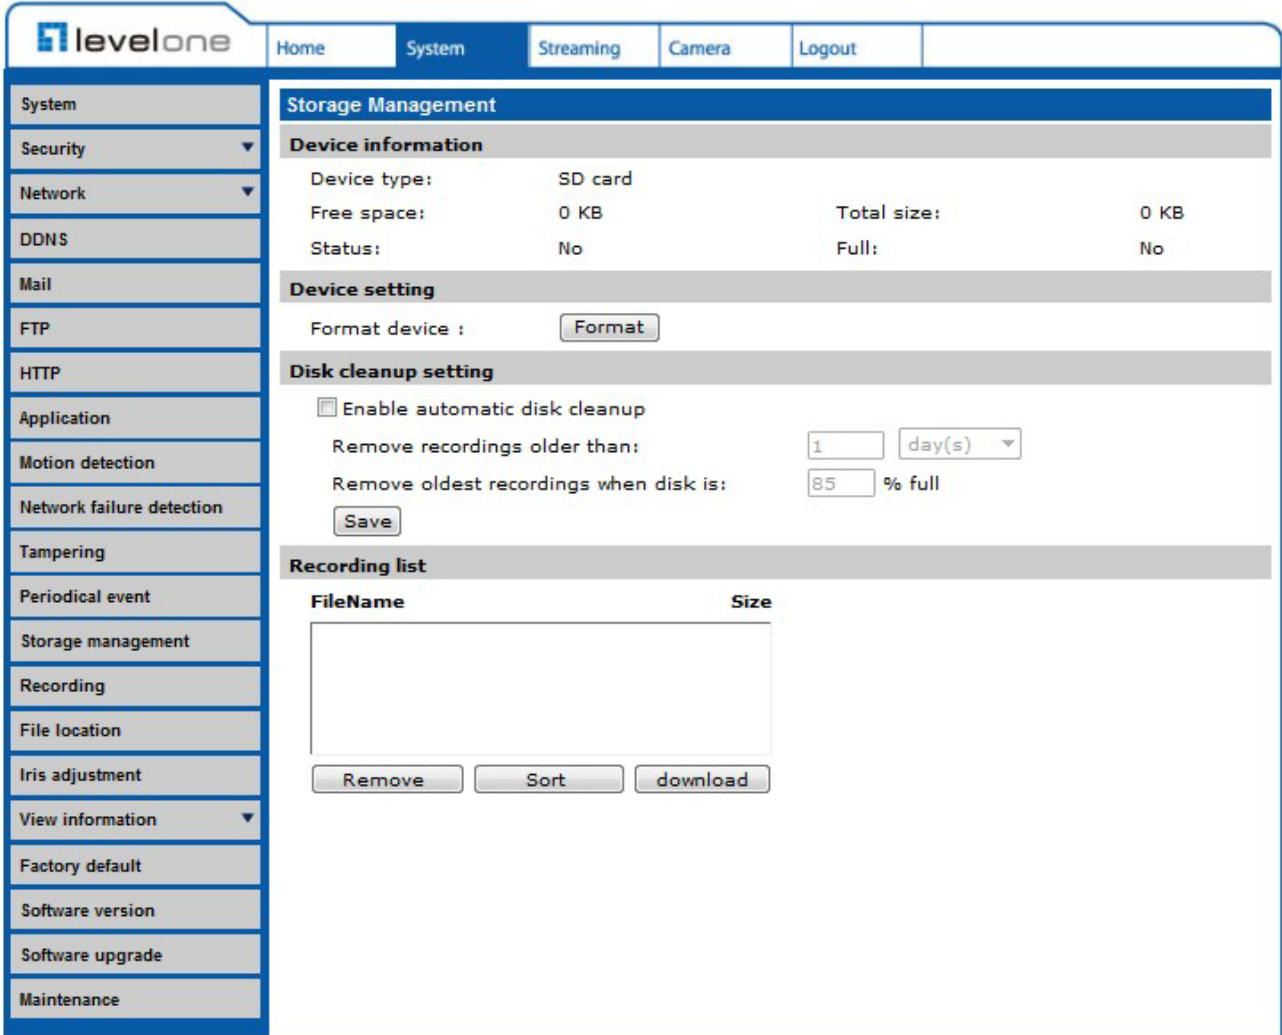 levelone
Home System Streaming Camera Logout
System
Security
Network
DDNS
Mail
FTP
HTTP
Application
Motion detection
Network failure detection
Tampering
Periodical event
Storage management
Recording
File location
Iris adjustment
View information
Factory default
Software version
Software upgrade
Maintenance
Storage Management
Device information
Device type: SD card
Free space: 0 KB Total size: 0 KB
Status: No Full: No
Device setting
Format device : Format
Disk cleanup setting
Enable automatic disk cleanup
Remove recordings older than: 1 day(s)
Remove oldest recordings when disk is: 85 % full
Save
Recording list
FileName Size
Remove Sort download